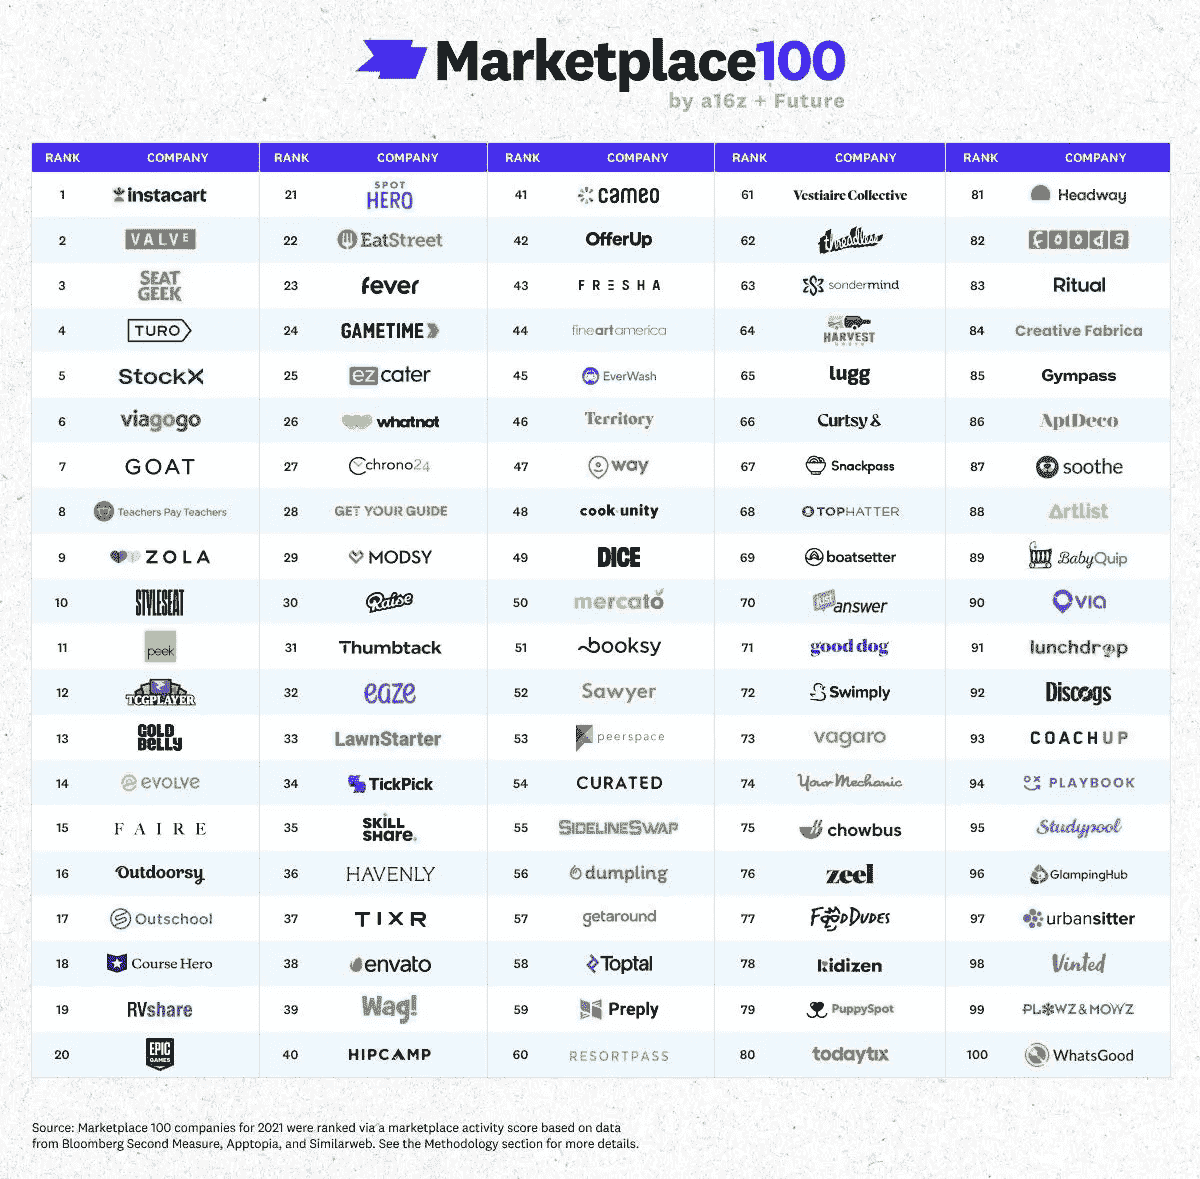 Marketplace100
by a16z + Future
RANK COMPANY RANK COMPANY RANK COMPANY RANK COMPANY RANK COMPANY
1 instacart 21 SPOT HERO 41 cameo 61 Vestiaire Collective 81 Headway
2 VALVE 22 EatStreet 42 OfferUp 62 threadless 82 Fooda
3 SEAT GEEK 23 fever 43 FRESHA 63 sondermind 83 Ritual
4 TURO 24 GAMETIME 44 fineartamerica 64 HARVEST 84 Creative Fabrica
5 StockX 25 ezcater 45 EverWash 65 lugg 85 Gympass
6 viagogo 26 whatnot 46 Territory 66 Curtsy & 86 AptDeco
7 GOAT 27 Chrono24 47 way 67 Snackpass 87 soothe
8 Teachers Pay Teachers 28 GET YOUR GUIDE 48 cook unity 68 TOPHATTER 88 Artlist
9 ZOLA 29 MODSY 49 DICE 69 boatsetter 89 BabyQuip
10 STYLESEAT 30 Raise 50 mercato 70 answer 90 VIA
11 peek 31 Thumbtack 51 booksy 71 good dog 91 lunchdrop
12 TCGPLAYER 32 eaze 52 Sawyer 72 Swimply 92 Discogs
13 GOLD BELLY 33 LawnStarter 53 peerspace 73 vagaro 93 COACHUP
14 evolve 34 TickPick 54 CURATED 74 Your Mechanic 94 PLAYBOOK
15 FAIRE 35 SKILL SHare. 55 SIDELINESWAP 75 chowbus 95 Studypool
16 Outdoorsy 36 HAVENLY 56 dumpling 76 zeel 96 GlampingHub
17 Outschool 37 TIXR 57 getaround 77 FOOD DUDES 97 urbansitter
18 Course Hero 38 envato 58 Toptal 78 kidizen 98 Vinted
19 RVshare 39 Wag! 59 Preply 79 PuppySpot 99 PLOWZ & MOWZ
20 EPIC GAMES 40 HIPCAMP 60 RESORTPASS 80 todaytix 100 WhatsGood
Source: Marketplace 100 companies for 2021 were ranked via a marketplace activity score based on data
from Bloomberg Second Measure, Apptopia, and Similarweb. See the Methodology section for more details.